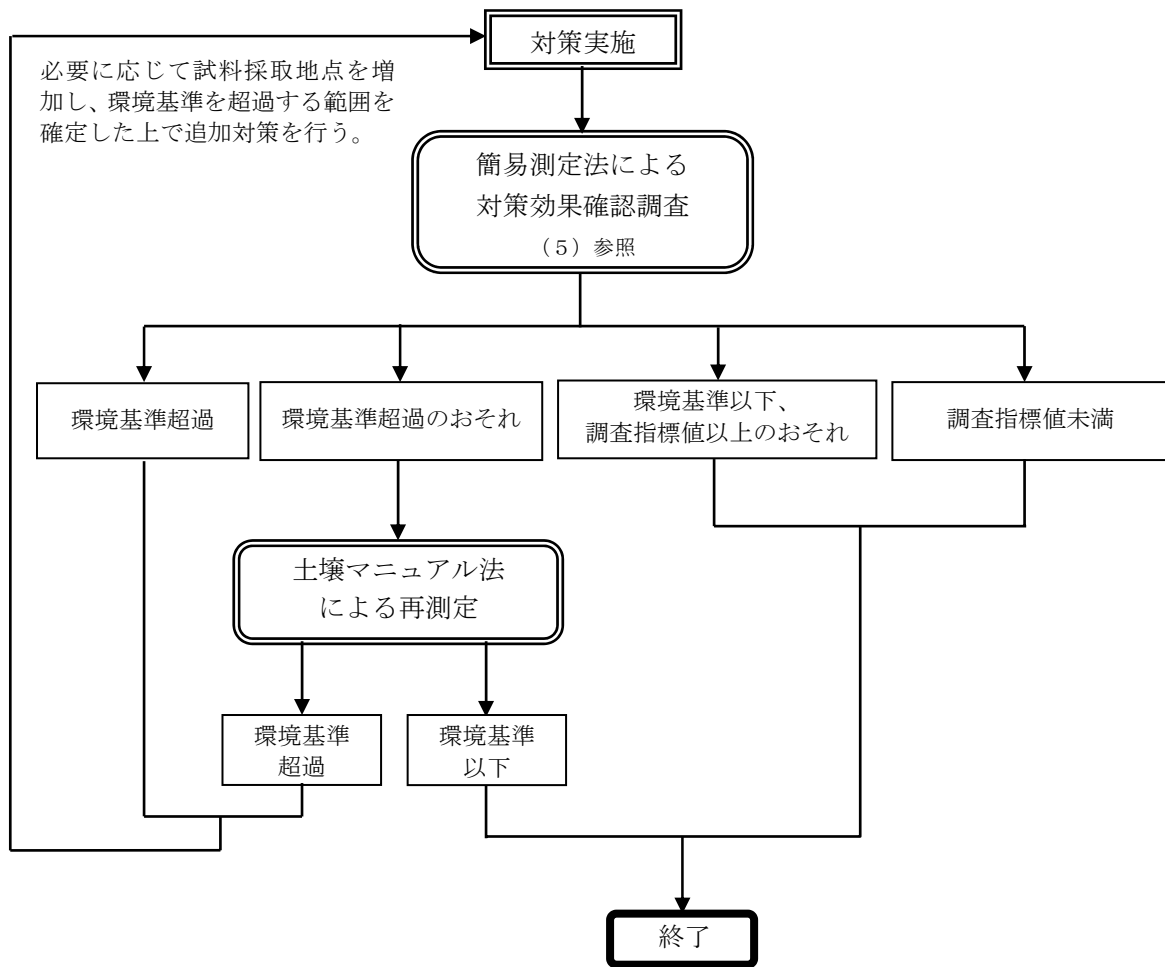 対策実施
必要に応じて試料採取地点を増
加し、環境基準を超過する範囲を
確定した上で追加対策を行う。
簡易測定法による
対策効果確認調査
（５）参照
環境基準超過
環境基準超過のおそれ
環境基準以下、
調査指標値以上のおそれ
調査指標値未満
土壌マニュアル法
による再測定
環境基準
超過
環境基準
以下
終了